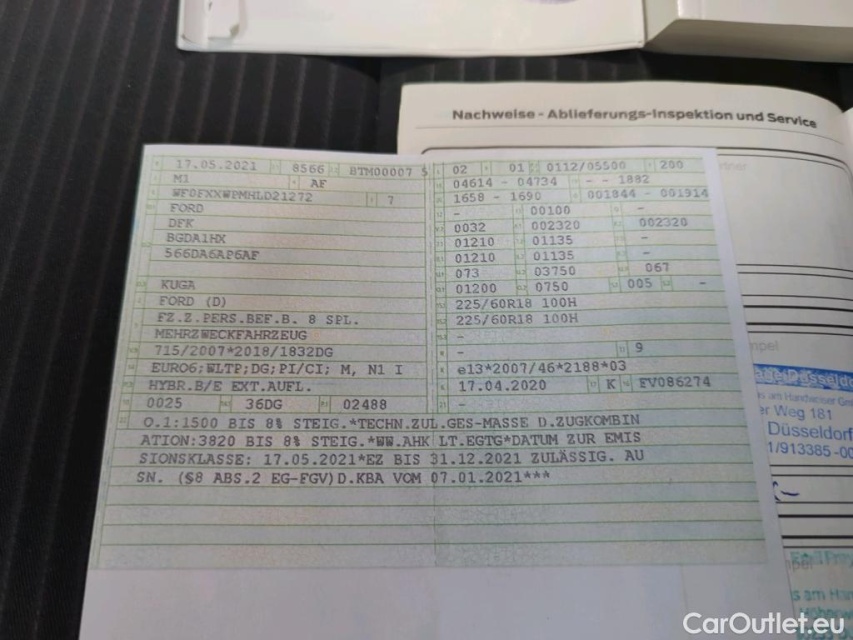 Nachweise - Ablieferungs-Inspektion und Service
17.05.2021 8566 BTM00007 5 02 01 0112/05500 200
M1 AF 04614 - 04734 - - 1882
WF0FXXWPMHLD21272 7 1658 - 1690 001844 - 001914
FORD - 00100 -
DFK 0032 002320 002320
BGDA1HX 01210 01135 -
566DA6AP6AF 01210 01135 -
073 03750 067
KUGA 01200 0750 005 -
FORD (D) 225/60R18 100H
FZ.Z.PERS.BEF.B. 8 SPL. 225/60R18 100H
MEHRZWECKFAHRZEUG -
715/2007*2018/1832DG - 9
EURO6;WLTP;DG;PI/CI; M, N1 I e13*2007/46*2188*03
HYBR.B/E EXT.AUFL. 17.04.2020 K FV086274
0025 36DG 02488 -
O.1:1500 BIS 8% STEIG.*TECHN.ZUL.GES-MASSE D.ZUGKOMBIN
ATION:3820 BIS 8% STEIG.*WW.AHK LT.EGTG*DATUM ZUR EMIS
SIONSKLASSE: 17.05.2021*EZ BIS 31.12.2021 ZULÄSSIG. AU
SN. (§8 ABS.2 EG-FGV)D.KBA VOM 07.01.2021***
er Weg 181
Düsseldorf
1/913385-00
CarOutlet.eu